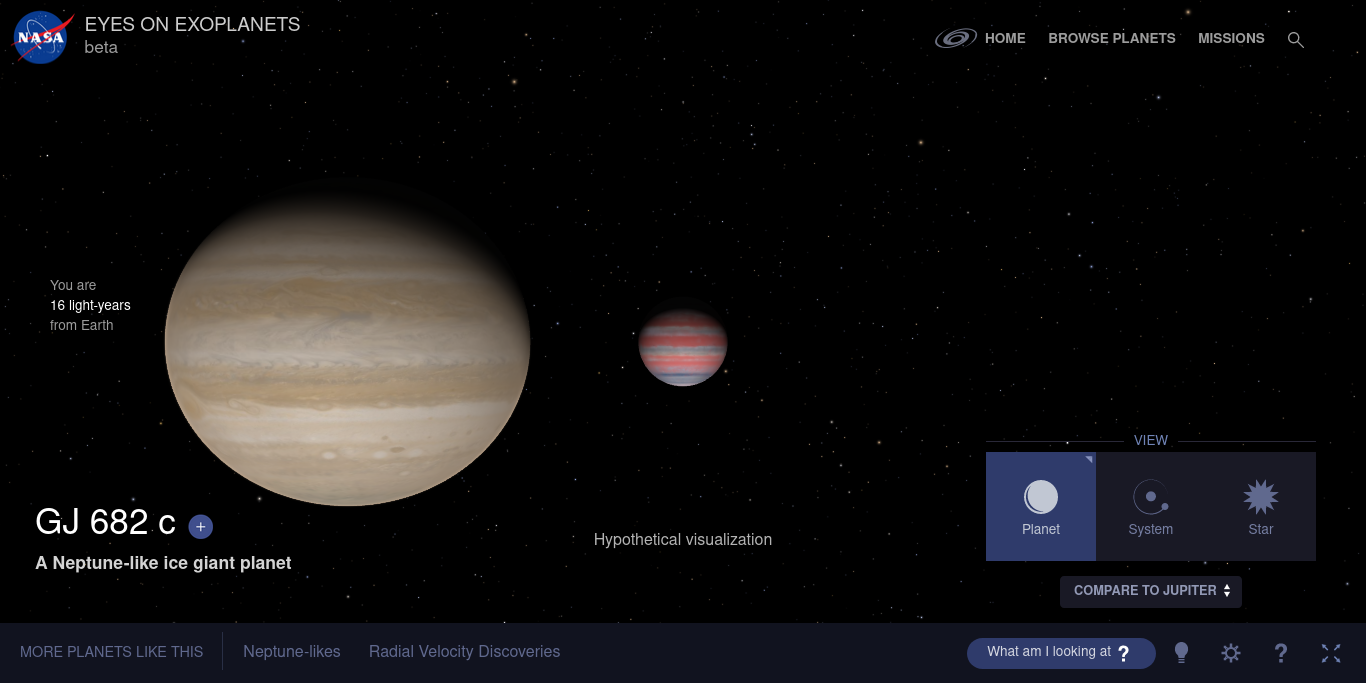 NASA
EYES ON EXOPLANETS
beta
HOME
BROWSE PLANETS
MISSIONS
You are
16 light-years
from Earth
VIEW
Planet
System
Star
GJ 682 c +
A Neptune-like ice giant planet
Hypothetical visualization
COMPARE TO JUPITER
MORE PLANETS LIKE THIS
Neptune-likes
Radial Velocity Discoveries
What am I looking at ?
?